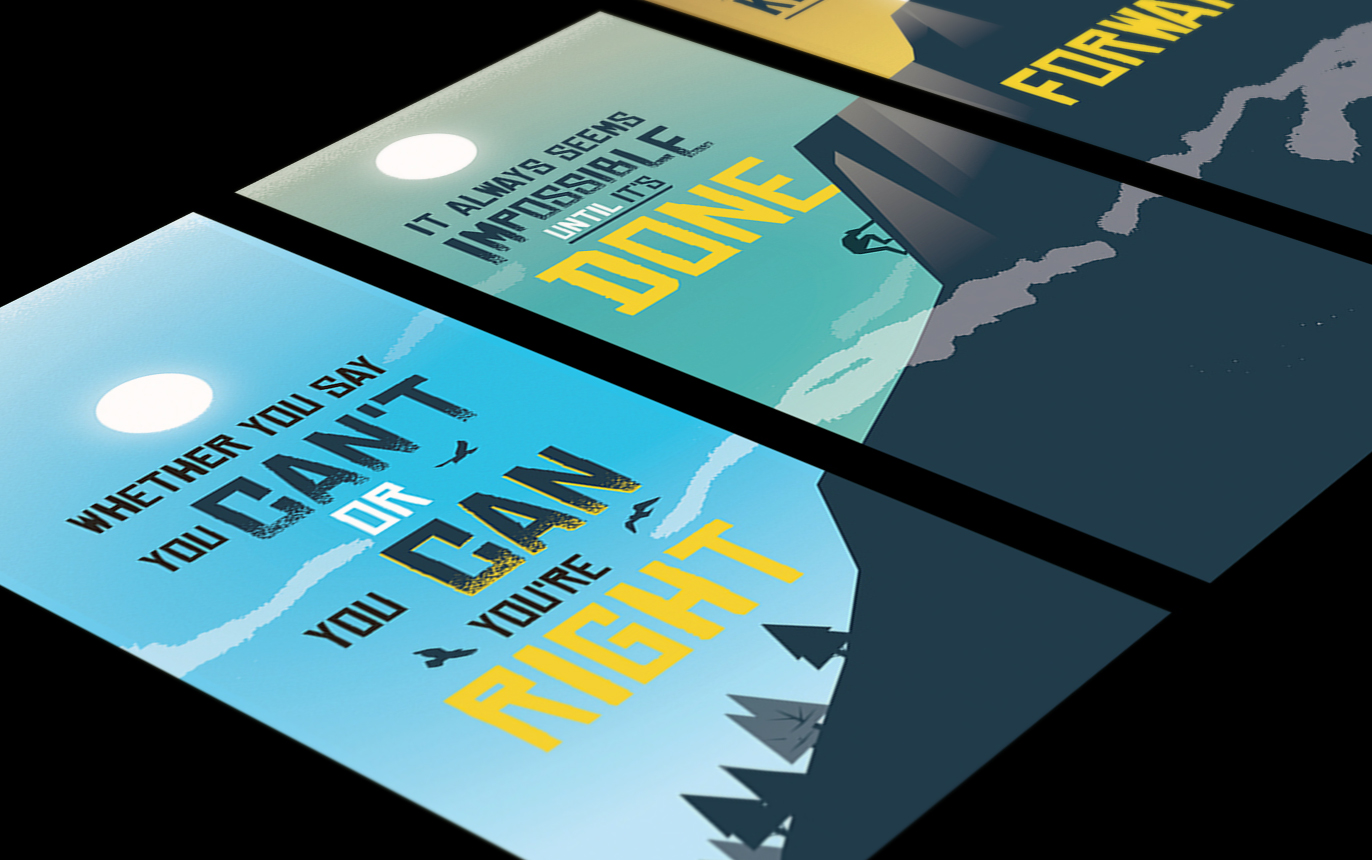 WHETHER YOU SAY
YOU CAN'T
OR
YOU CAN
YOU'RE
RIGHT
IT ALWAYS SEEMS
IMPOSSIBLE
UNTIL IT'S
DONE